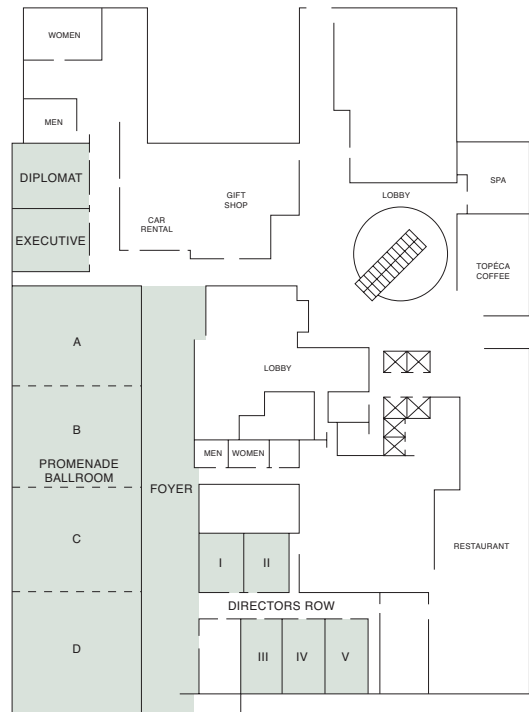 WOMEN
MEN
DIPLOMAT
EXECUTIVE
CAR
RENTAL
GIFT
SHOP
LOBBY
SPA
TOPÉCA
COFFEE
A
B
PROMENADE
BALLROOM
C
D
FOYER
LOBBY
MEN
WOMEN
I
II
DIRECTORS ROW
III
IV
V
RESTAURANT